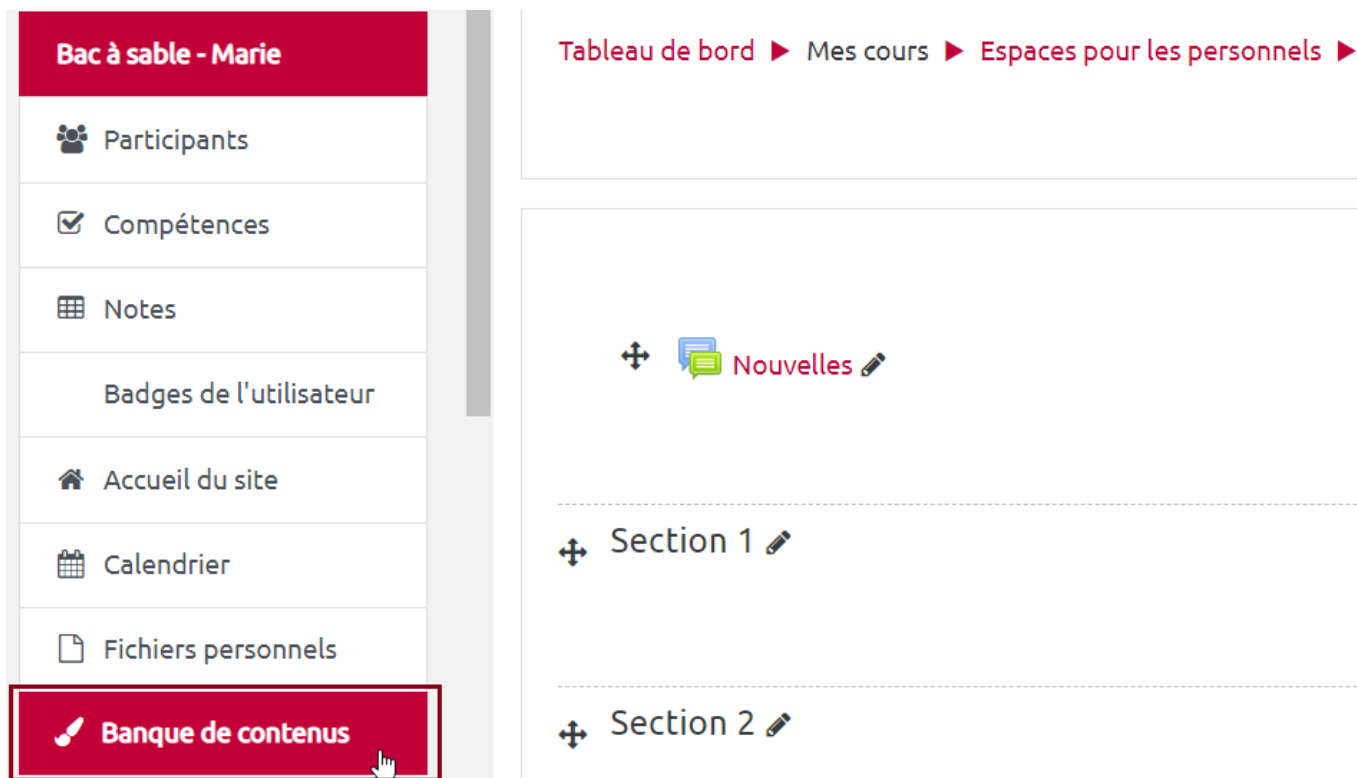 Bac à sable - Marie
Participants
Compétences
Notes
Badges de l'utilisateur
Accueil du site
Calendrier
Fichiers personnels
Banque de contenus
Tableau de bord ▶ Mes cours ▶ Espaces pour les personnels ▶
Nouvelles
Section 1
Section 2